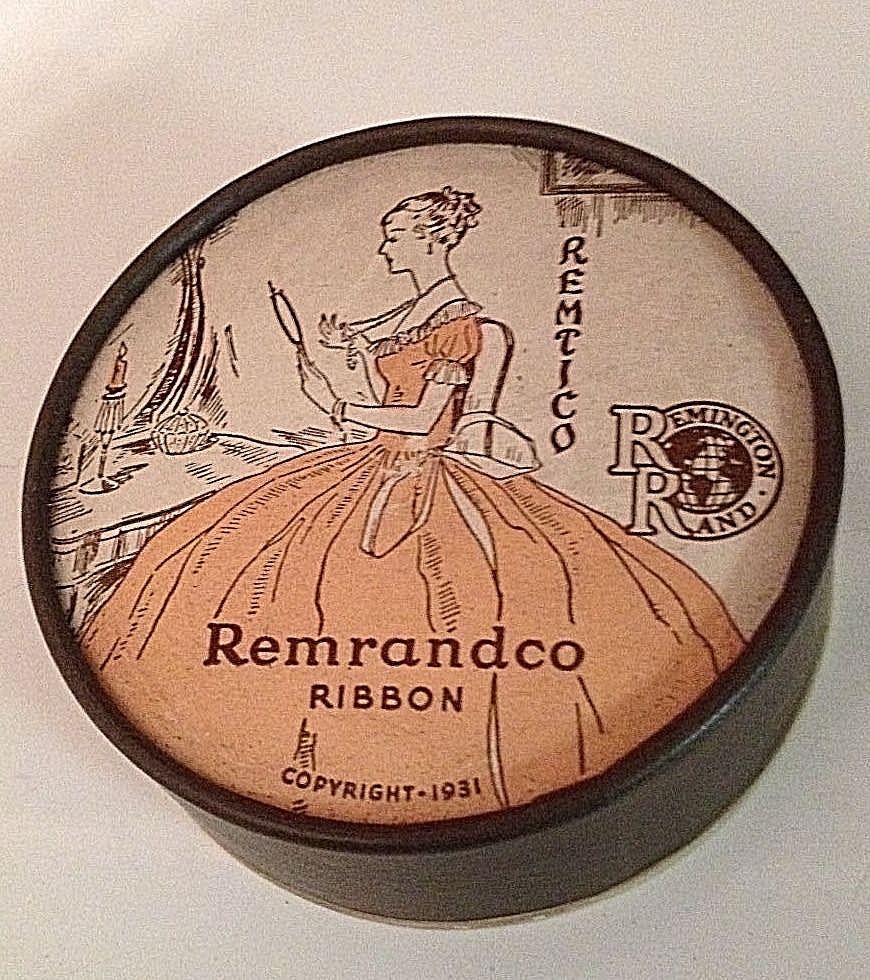 REMTICO
REMINGTON
RAND
Remrandco
RIBBON
COPYRIGHT-1931